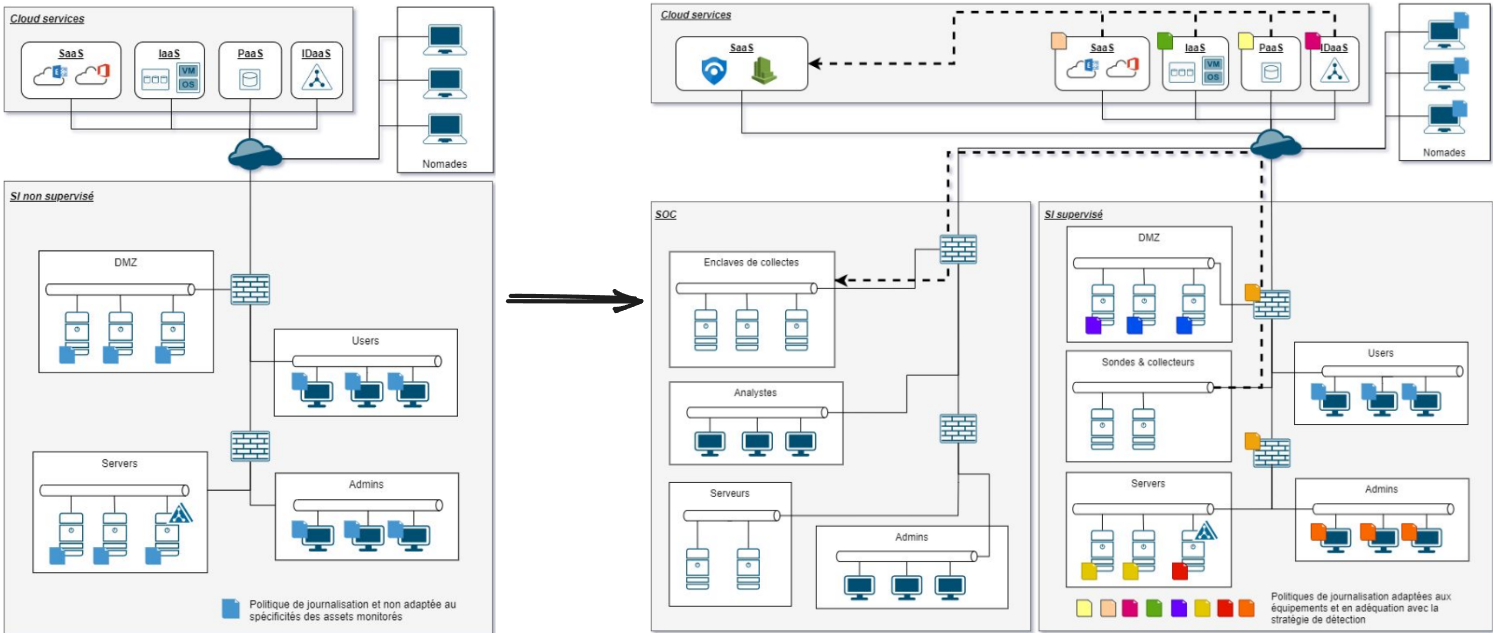 Cloud services
SaaS
IaaS
PaaS
IDaaS
VM
OS
Nomades
SI non supervisé
DMZ
Users
Servers
Admins
Politique de journalisation et non adaptée au
spécificités des assets monitorés
Cloud services
SaaS
SaaS
IaaS
PaaS
IDaaS
VM
OS
Nomades
SOC
Enclaves de collectes
Analystes
Serveurs
Admins
SI supervisé
DMZ
Sondes & collecteurs
Users
Servers
Admins
Politiques de journalisation adaptées aux
équipements et en adéquation avec la
stratégie de détection